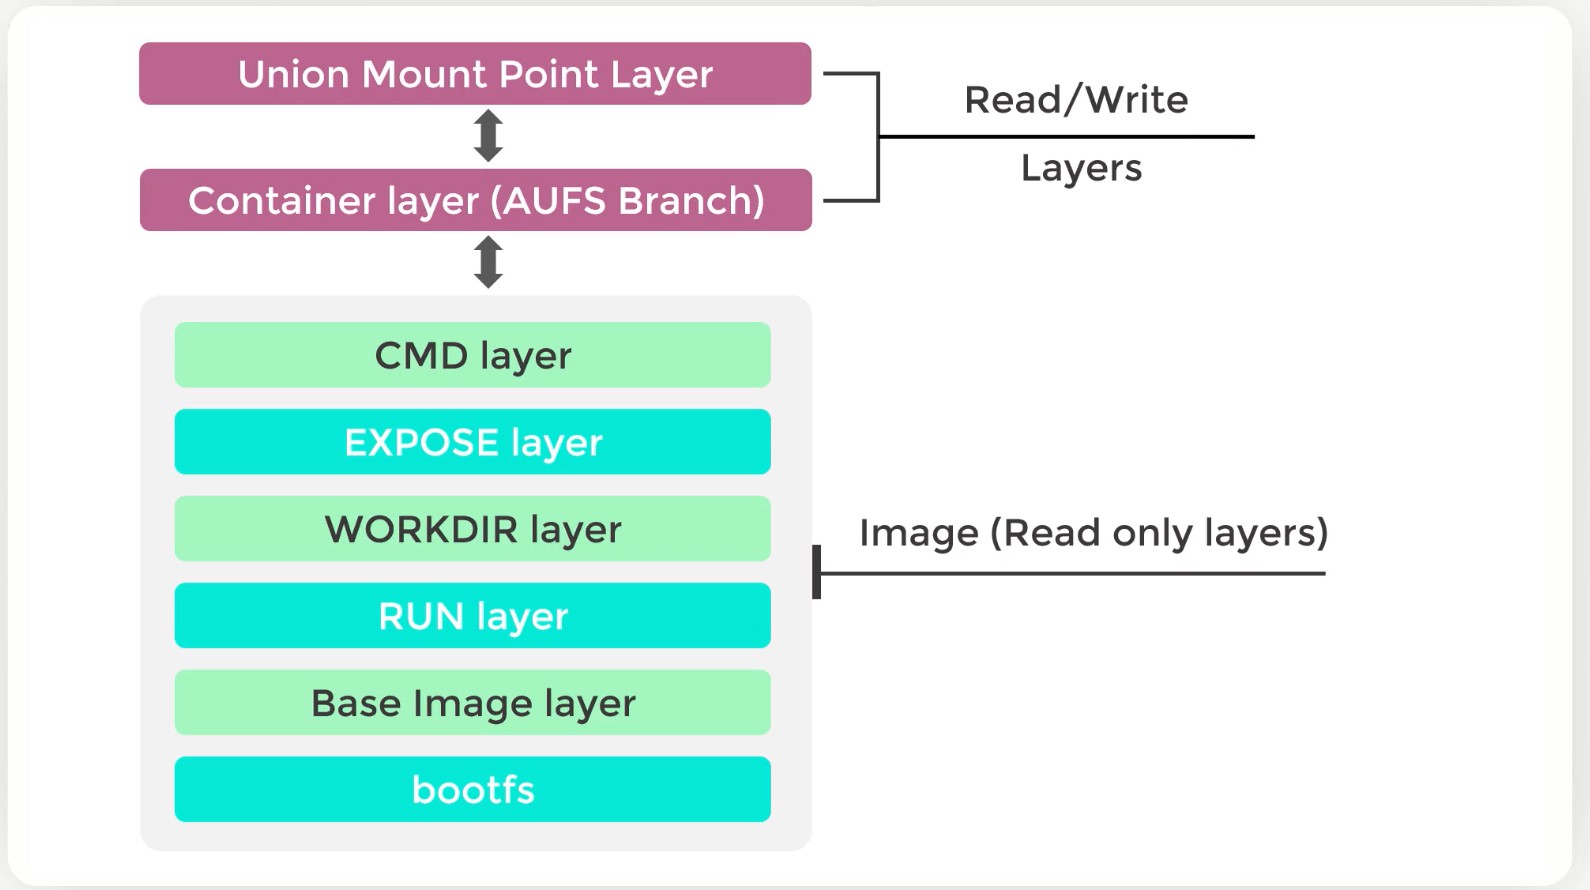 Union Mount Point Layer
Read/Write
Layers
Container layer (AUFS Branch)
CMD layer
EXPOSE layer
WORKDIR layer
Image (Read only layers)
RUN layer
Base Image layer
bootfs